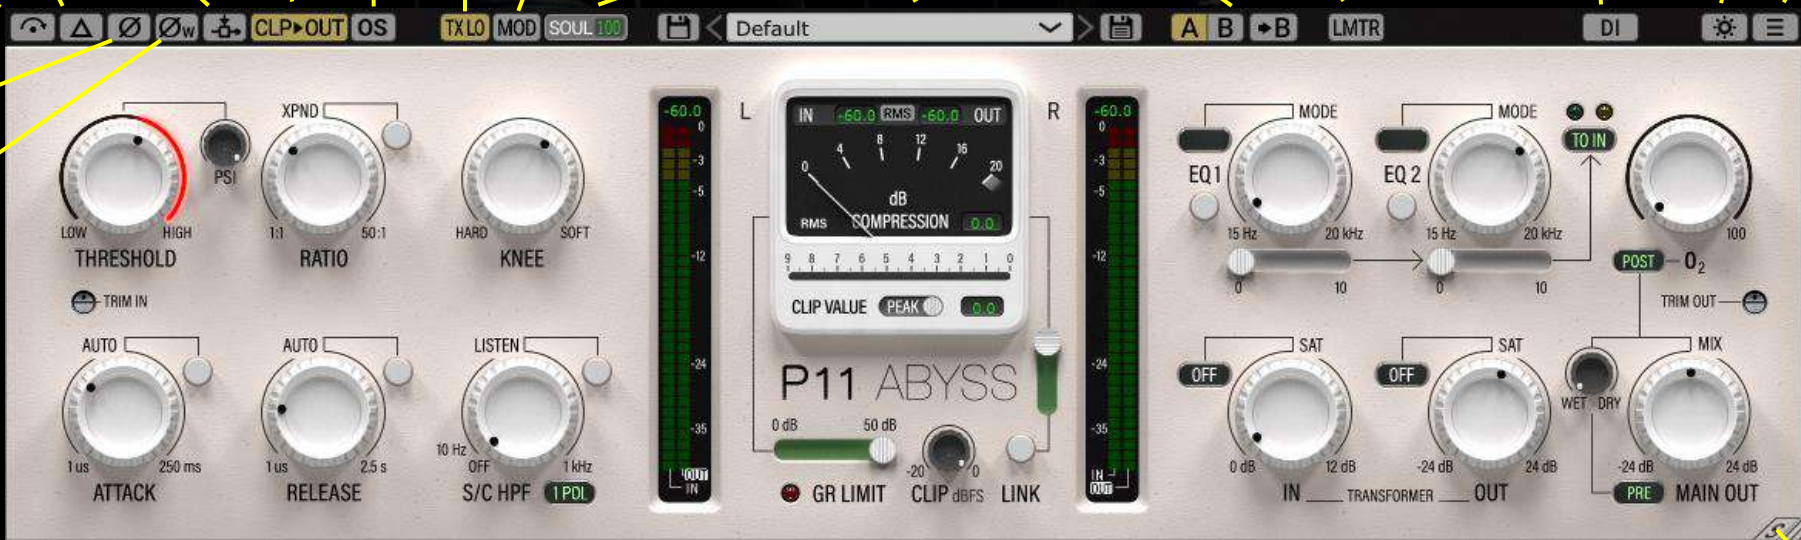 Ø ØW CLP▸OUT OS TX LO MOD SOUL 100 < Default > A B ▸B LMTR DI
-60.0 L IN -60.0 RMS -60.0 OUT R -60.0
XPND MODE MODE
0 4 8 12 16 20 0
TO IN
-3 -3
PSI EQ 1 EQ 2
-5 dB -5
LOW HIGH 1:1 50:1 HARD SOFT RMS COMPRESSION 0.0 15 Hz 20 kHz 15 Hz 20 kHz 100
THRESHOLD RATIO KNEE -12 9 8 7 6 5 4 3 2 1 0 -12 POST O2
0 10 0 10
TRIM IN CLIP VALUE PEAK 0.0 TRIM OUT
AUTO AUTO LISTEN SAT SAT MIX
-24 P11 ABYSS -24 OFF OFF
WET DRY
-35 0 dB 50 dB -35
10 Hz
1 us 250 ms 1 us 2.5 s OFF 1 kHz -20 0 0 dB 12 dB -24 dB 24 dB -24 dB 24 dB
OUT IN
ATTACK RELEASE S/C HPF 1 PDL IN OUT GR LIMIT CLIP dBFS LINK OUT IN TRANSFORMER OUT PRE MAIN OUT